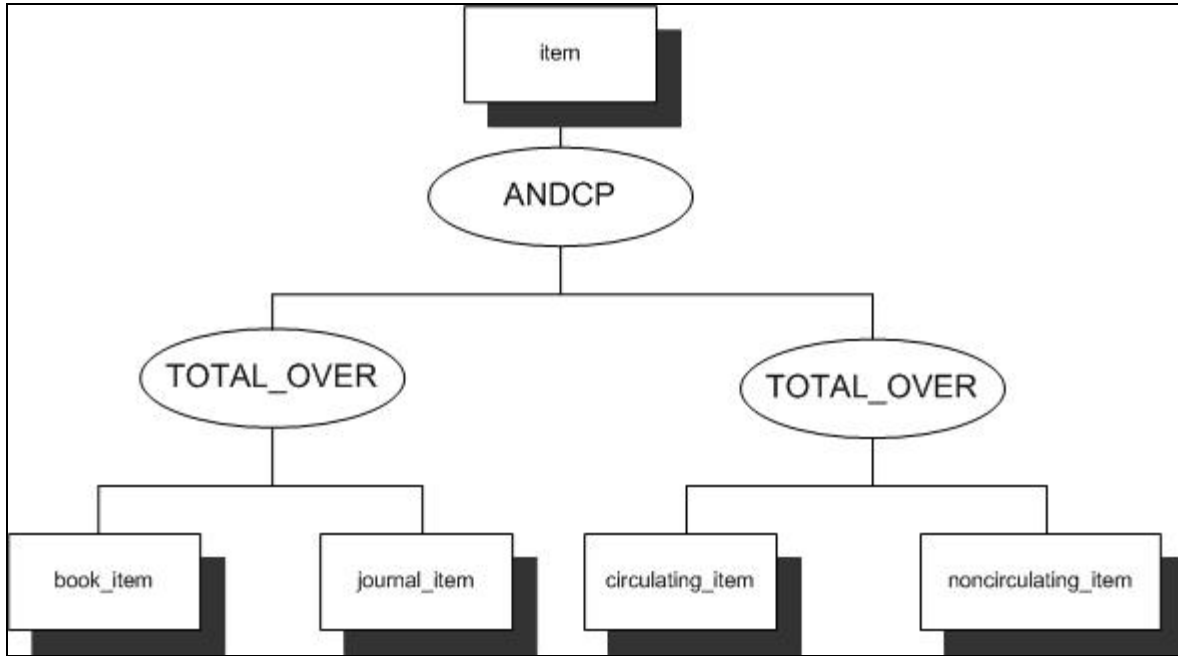 item
ANDCP
TOTAL_OVER
TOTAL_OVER
book_item
journal_item
circulating_item
noncirculating_item